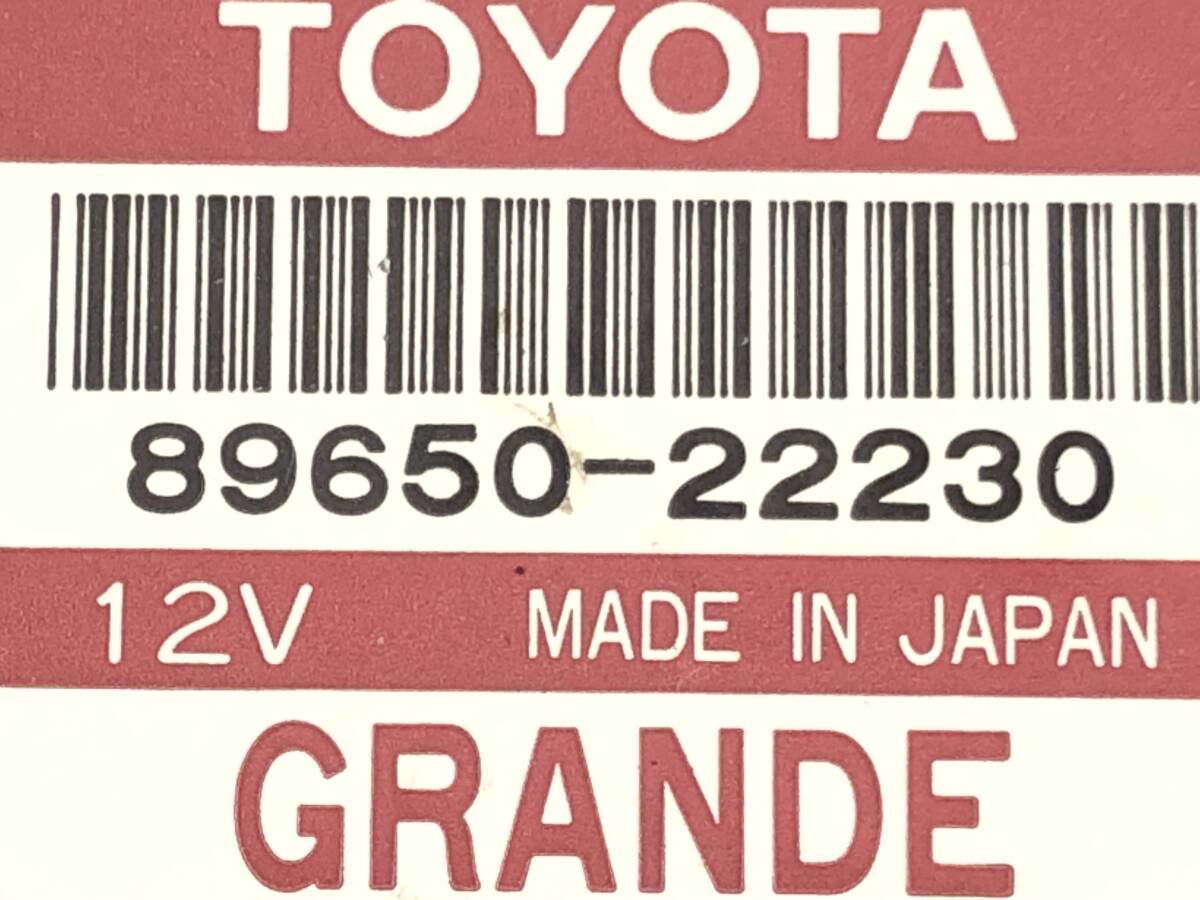 TOYOTA
89650-22230
12V MADE IN JAPAN
GRANDE